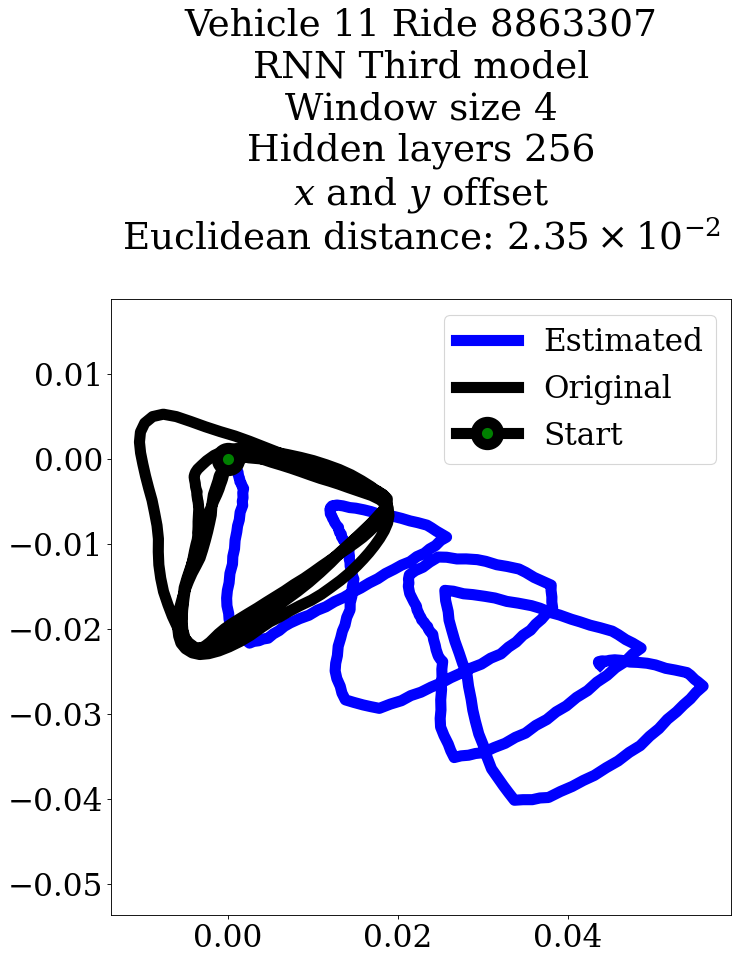 Vehicle 11 Ride 8863307
RNN Third model
Window size 4
Hidden layers 256
x and y offset
Euclidean distance: 2.35 × 10⁻²
Estimated
Original
Start
0.01
0.00
−0.01
−0.02
−0.03
−0.04
−0.05
0.00 0.02 0.04